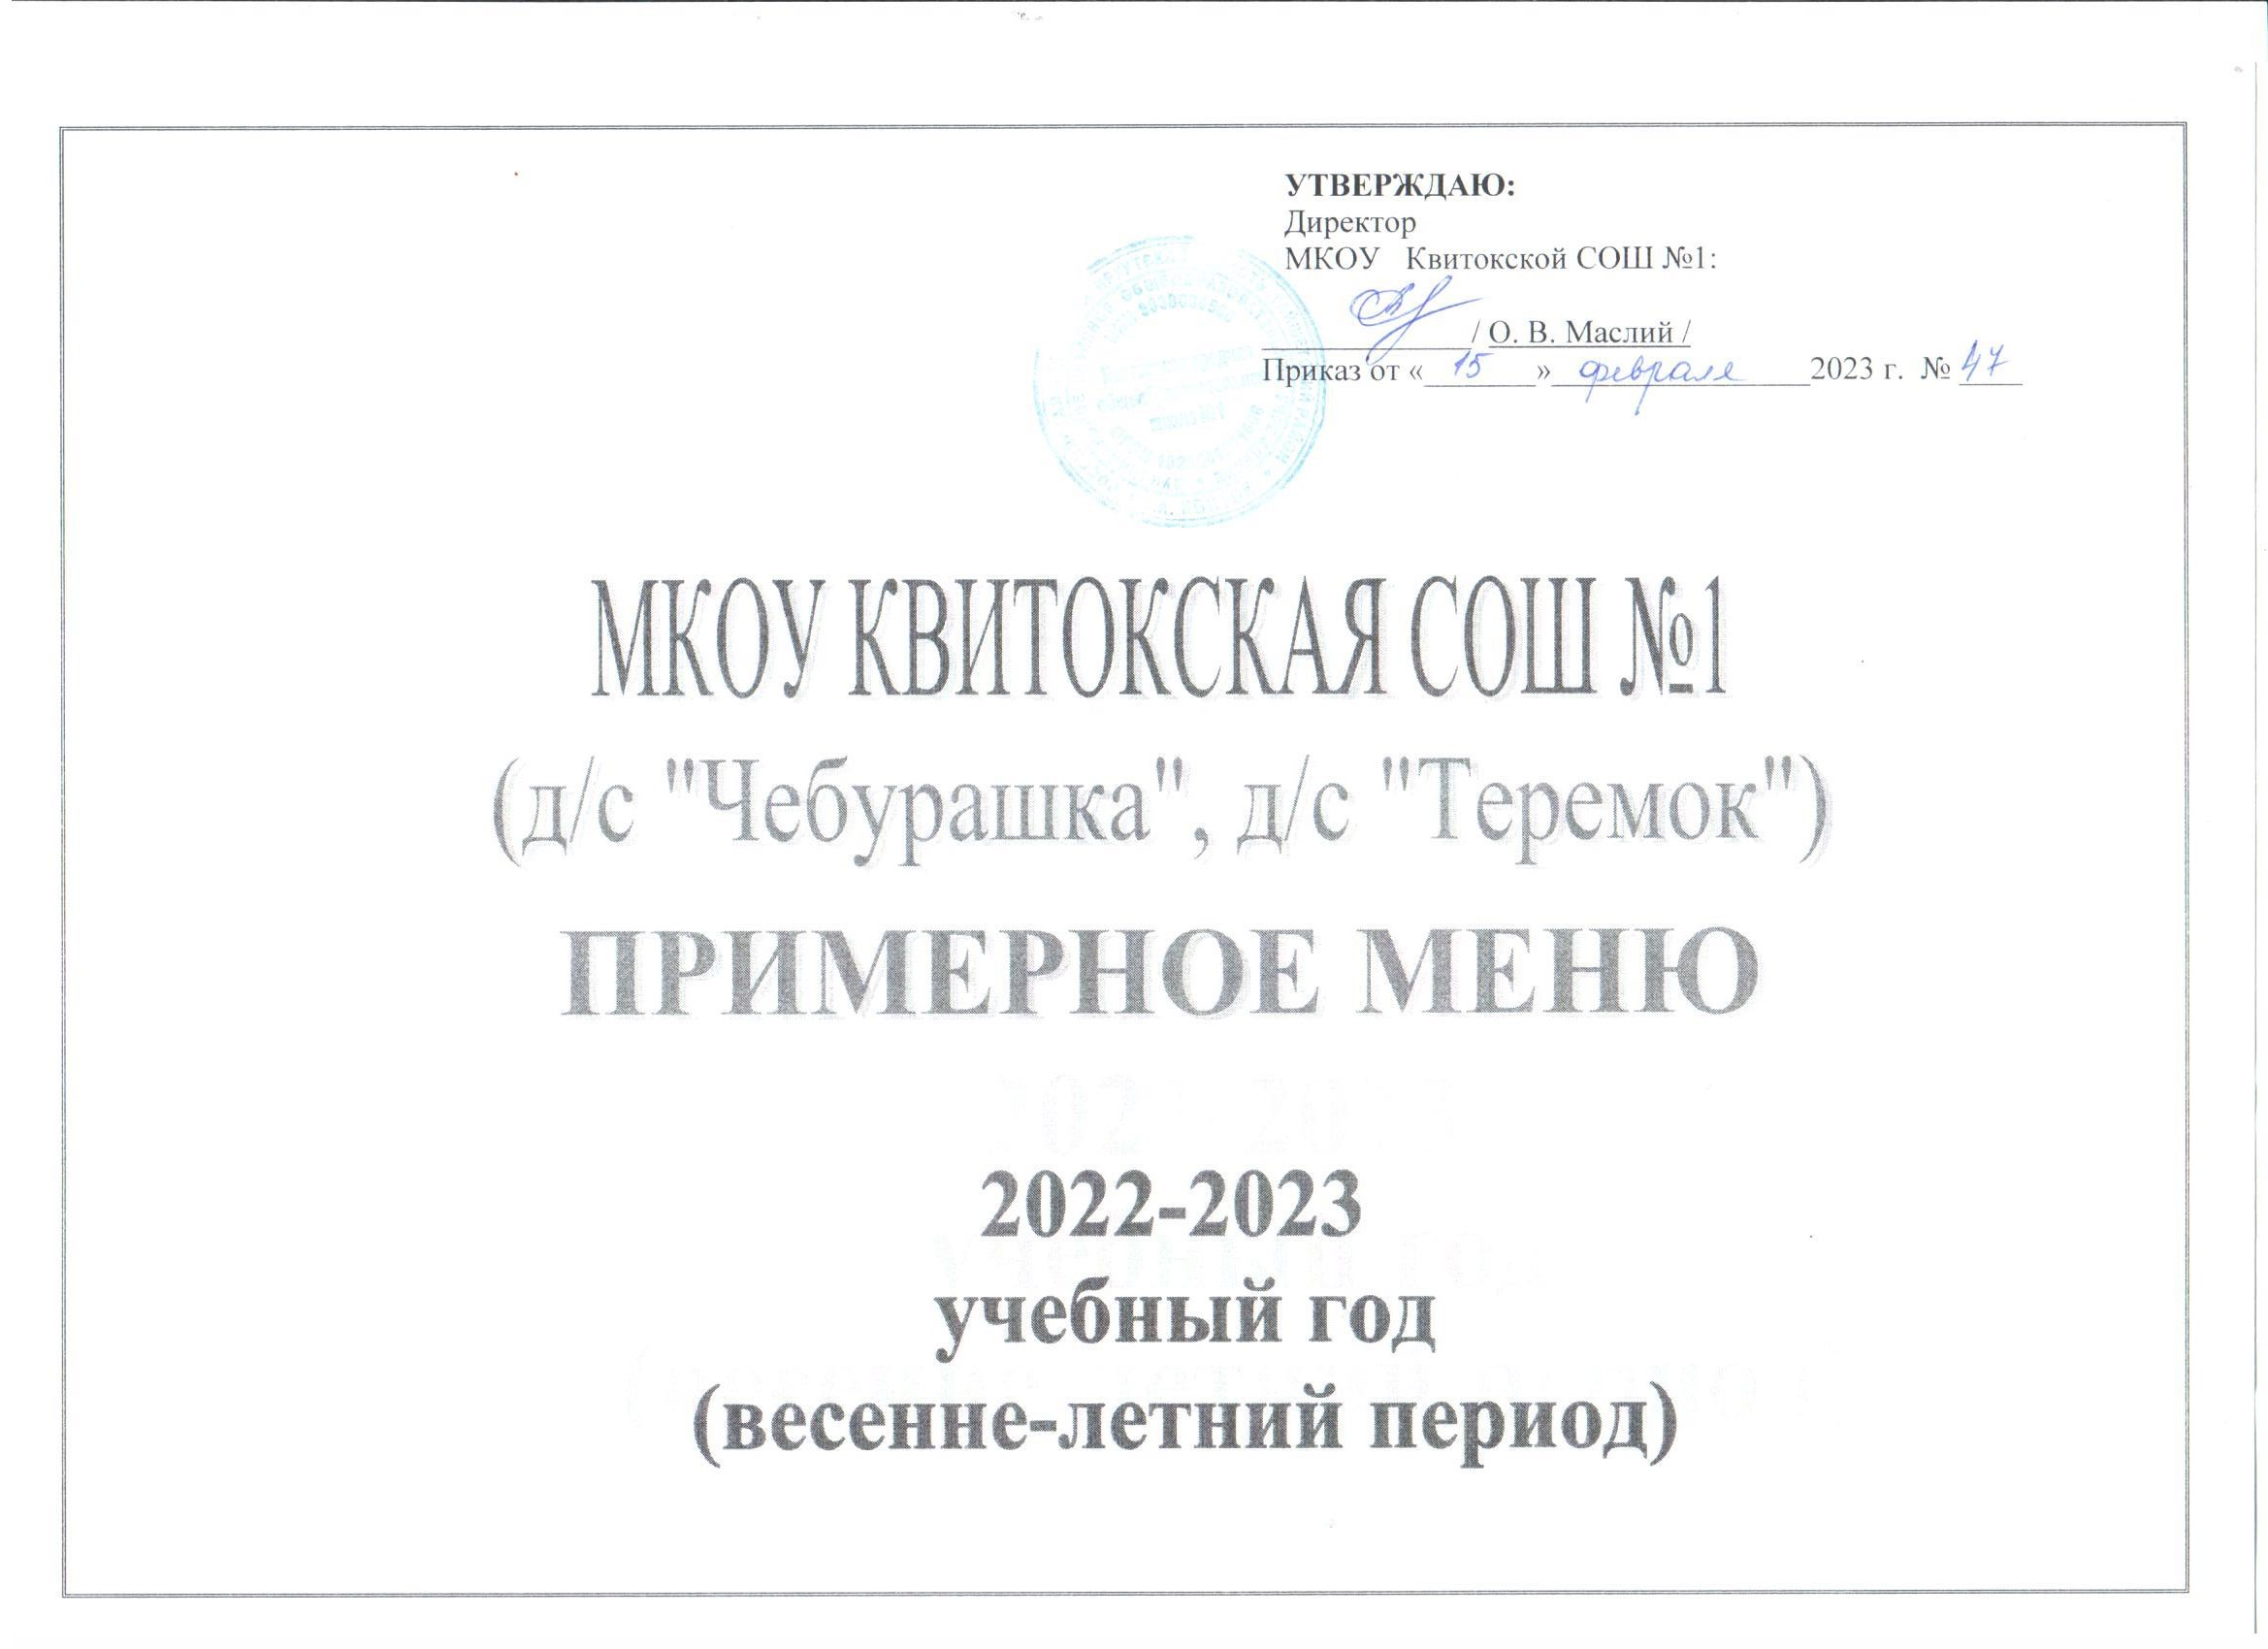 УТВЕРЖДАЮ:
Директор
МКОУ Квитокской СОШ №1:
/ О. В. Маслий /
Приказ от « 15 » февраля 2023 г. № 47
МКОУ КВИТОКСКАЯ СОШ №1
(д/с "Чебурашка", д/с "Теремок")
ПРИМЕРНОЕ МЕНЮ
2022-2023
учебный год
(весенне-летний период)